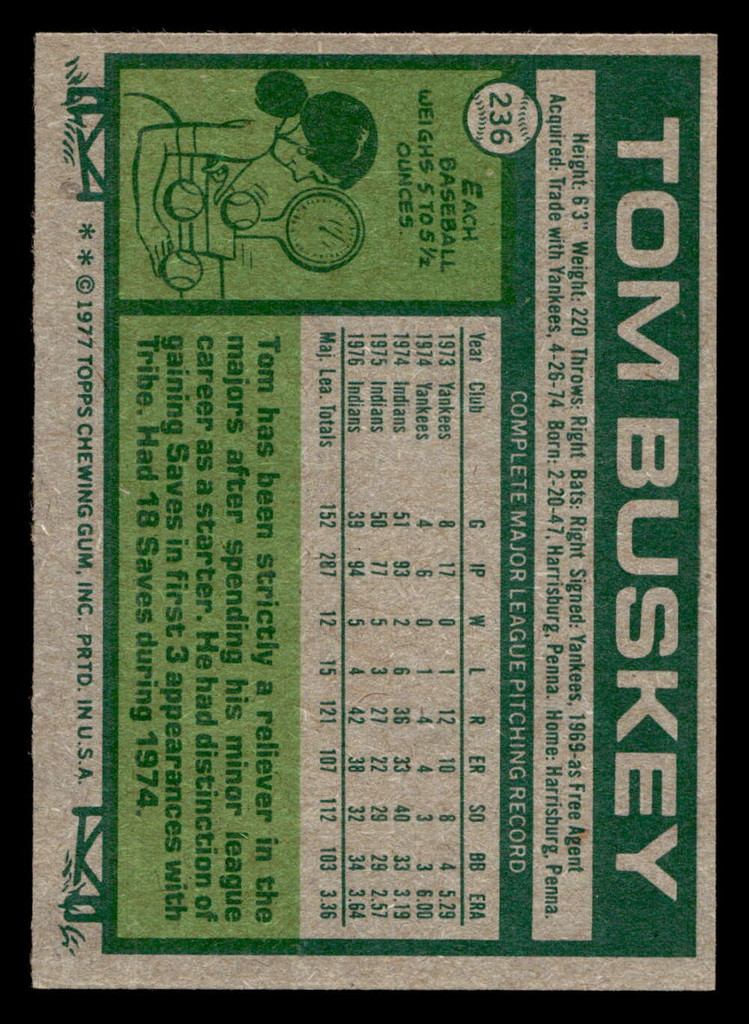 TOM BUSKEY
236
Height: 6'3" Weight: 220 Throws: Right Bats: Right Signed: Yankees, 1969-as Free Agent
Acquired: Trade with Yankees, 4-26-74 Born: 2-20-47, Harrisburg, Penna. Home: Harrisburg, Penna.
COMPLETE MAJOR LEAGUE PITCHING RECORD
Year Club G IP W L R ER SO BB ERA
1973 Yankees 8 17 0 1 12 10 8 4 5.29
1974 Yankees 4 6 0 1 4 4 3 3 6.00
1974 Indians 51 93 2 6 36 33 40 33 3.19
1975 Indians 50 77 5 3 27 22 29 29 2.57
1976 Indians 39 94 5 4 42 38 32 34 3.64
Maj. Lea. Totals 152 287 12 15 121 107 112 103 3.36
EACH
BASEBALL
WEIGHS 5 TO 5½
OUNCES.
Tom has been strictly a reliever in the
majors after spending his minor league
career as a starter. He had distinction of
gaining Saves in first 3 appearances with
Tribe. Had 18 Saves during 1974.
* * © 1977 TOPPS CHEWING GUM, INC. PRTD. IN U.S.A.